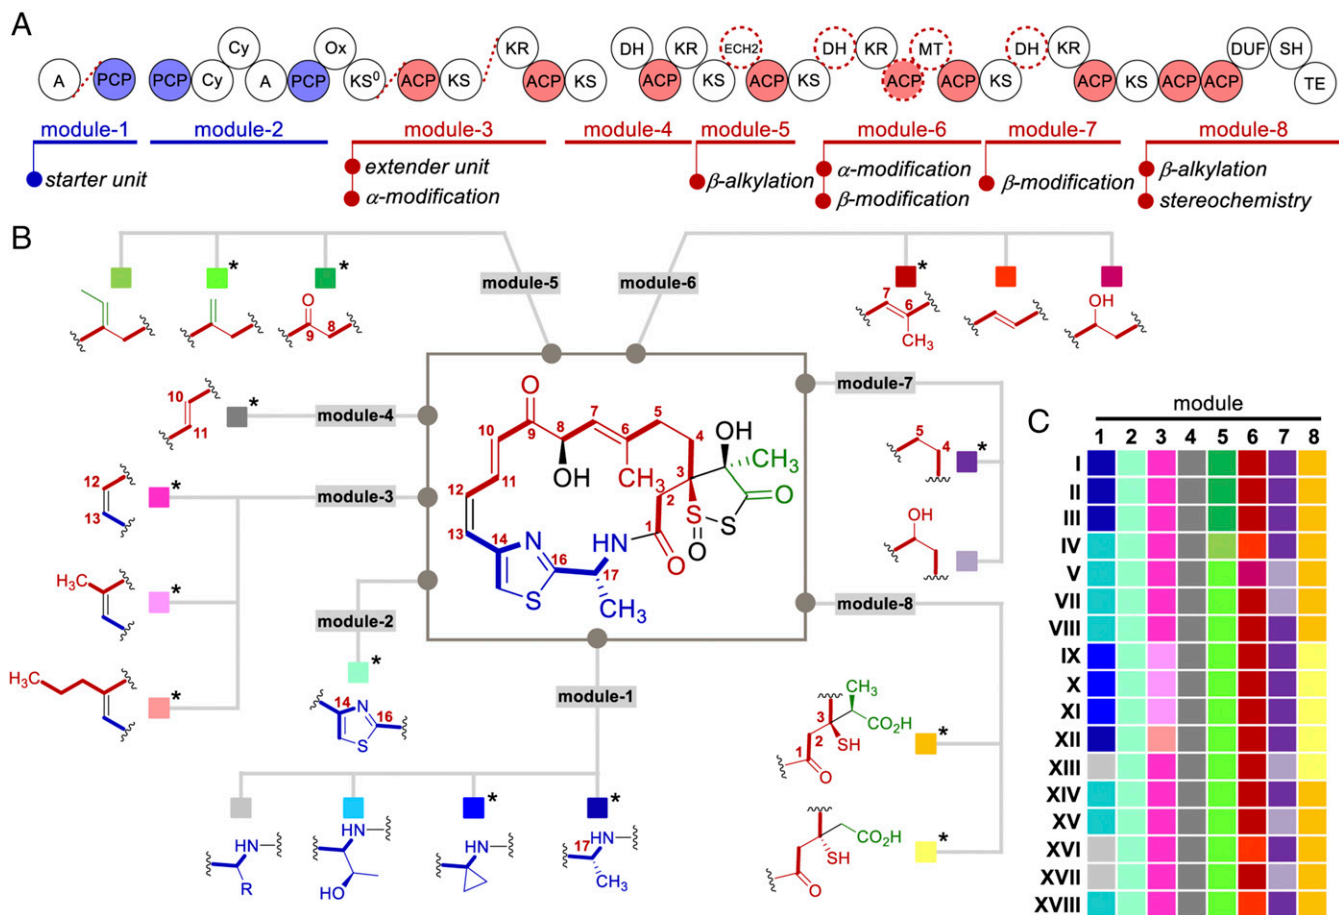 A
Cy Ox KR DH KR ECH2 DH KR MT DH KR DUF SH
A PCP PCP Cy A PCP KS⁰ ACP KS ACP KS ACP KS ACP KS ACP ACP KS ACP KS ACP ACP TE
module-1 module-2 module-3 module-4 module-5 module-6 module-7 module-8
starter unit extender unit β-alkylation α-modification β-modification β-alkylation
α-modification β-modification stereochemistry
B
module-5 module-6
* * *
O
9 8
7 6
CH₃
OH
module-4
*
10
11
module-3
*
12
13
H₃C
*
H₃C
*
module-2
*
14 N 16
S
O
10 9 8 7 6 5 4
11
OH
CH₃
OH
CH₃
12
13
3
2
O
S S
O
1
O
HN
14 N 16
17
S
CH₃
module-7
5 4
*
OH
module-8
CH₃
3
CO₂H
2 SH
1
O
*
CO₂H
SH
O
*
module-1
* *
HN HN HN HN
R
HO
17
CH₃
C
module
1 2 3 4 5 6 7 8
I
II
III
IV
V
VII
VIII
IX
X
XI
XII
XIII
XIV
XV
XVI
XVII
XVIII